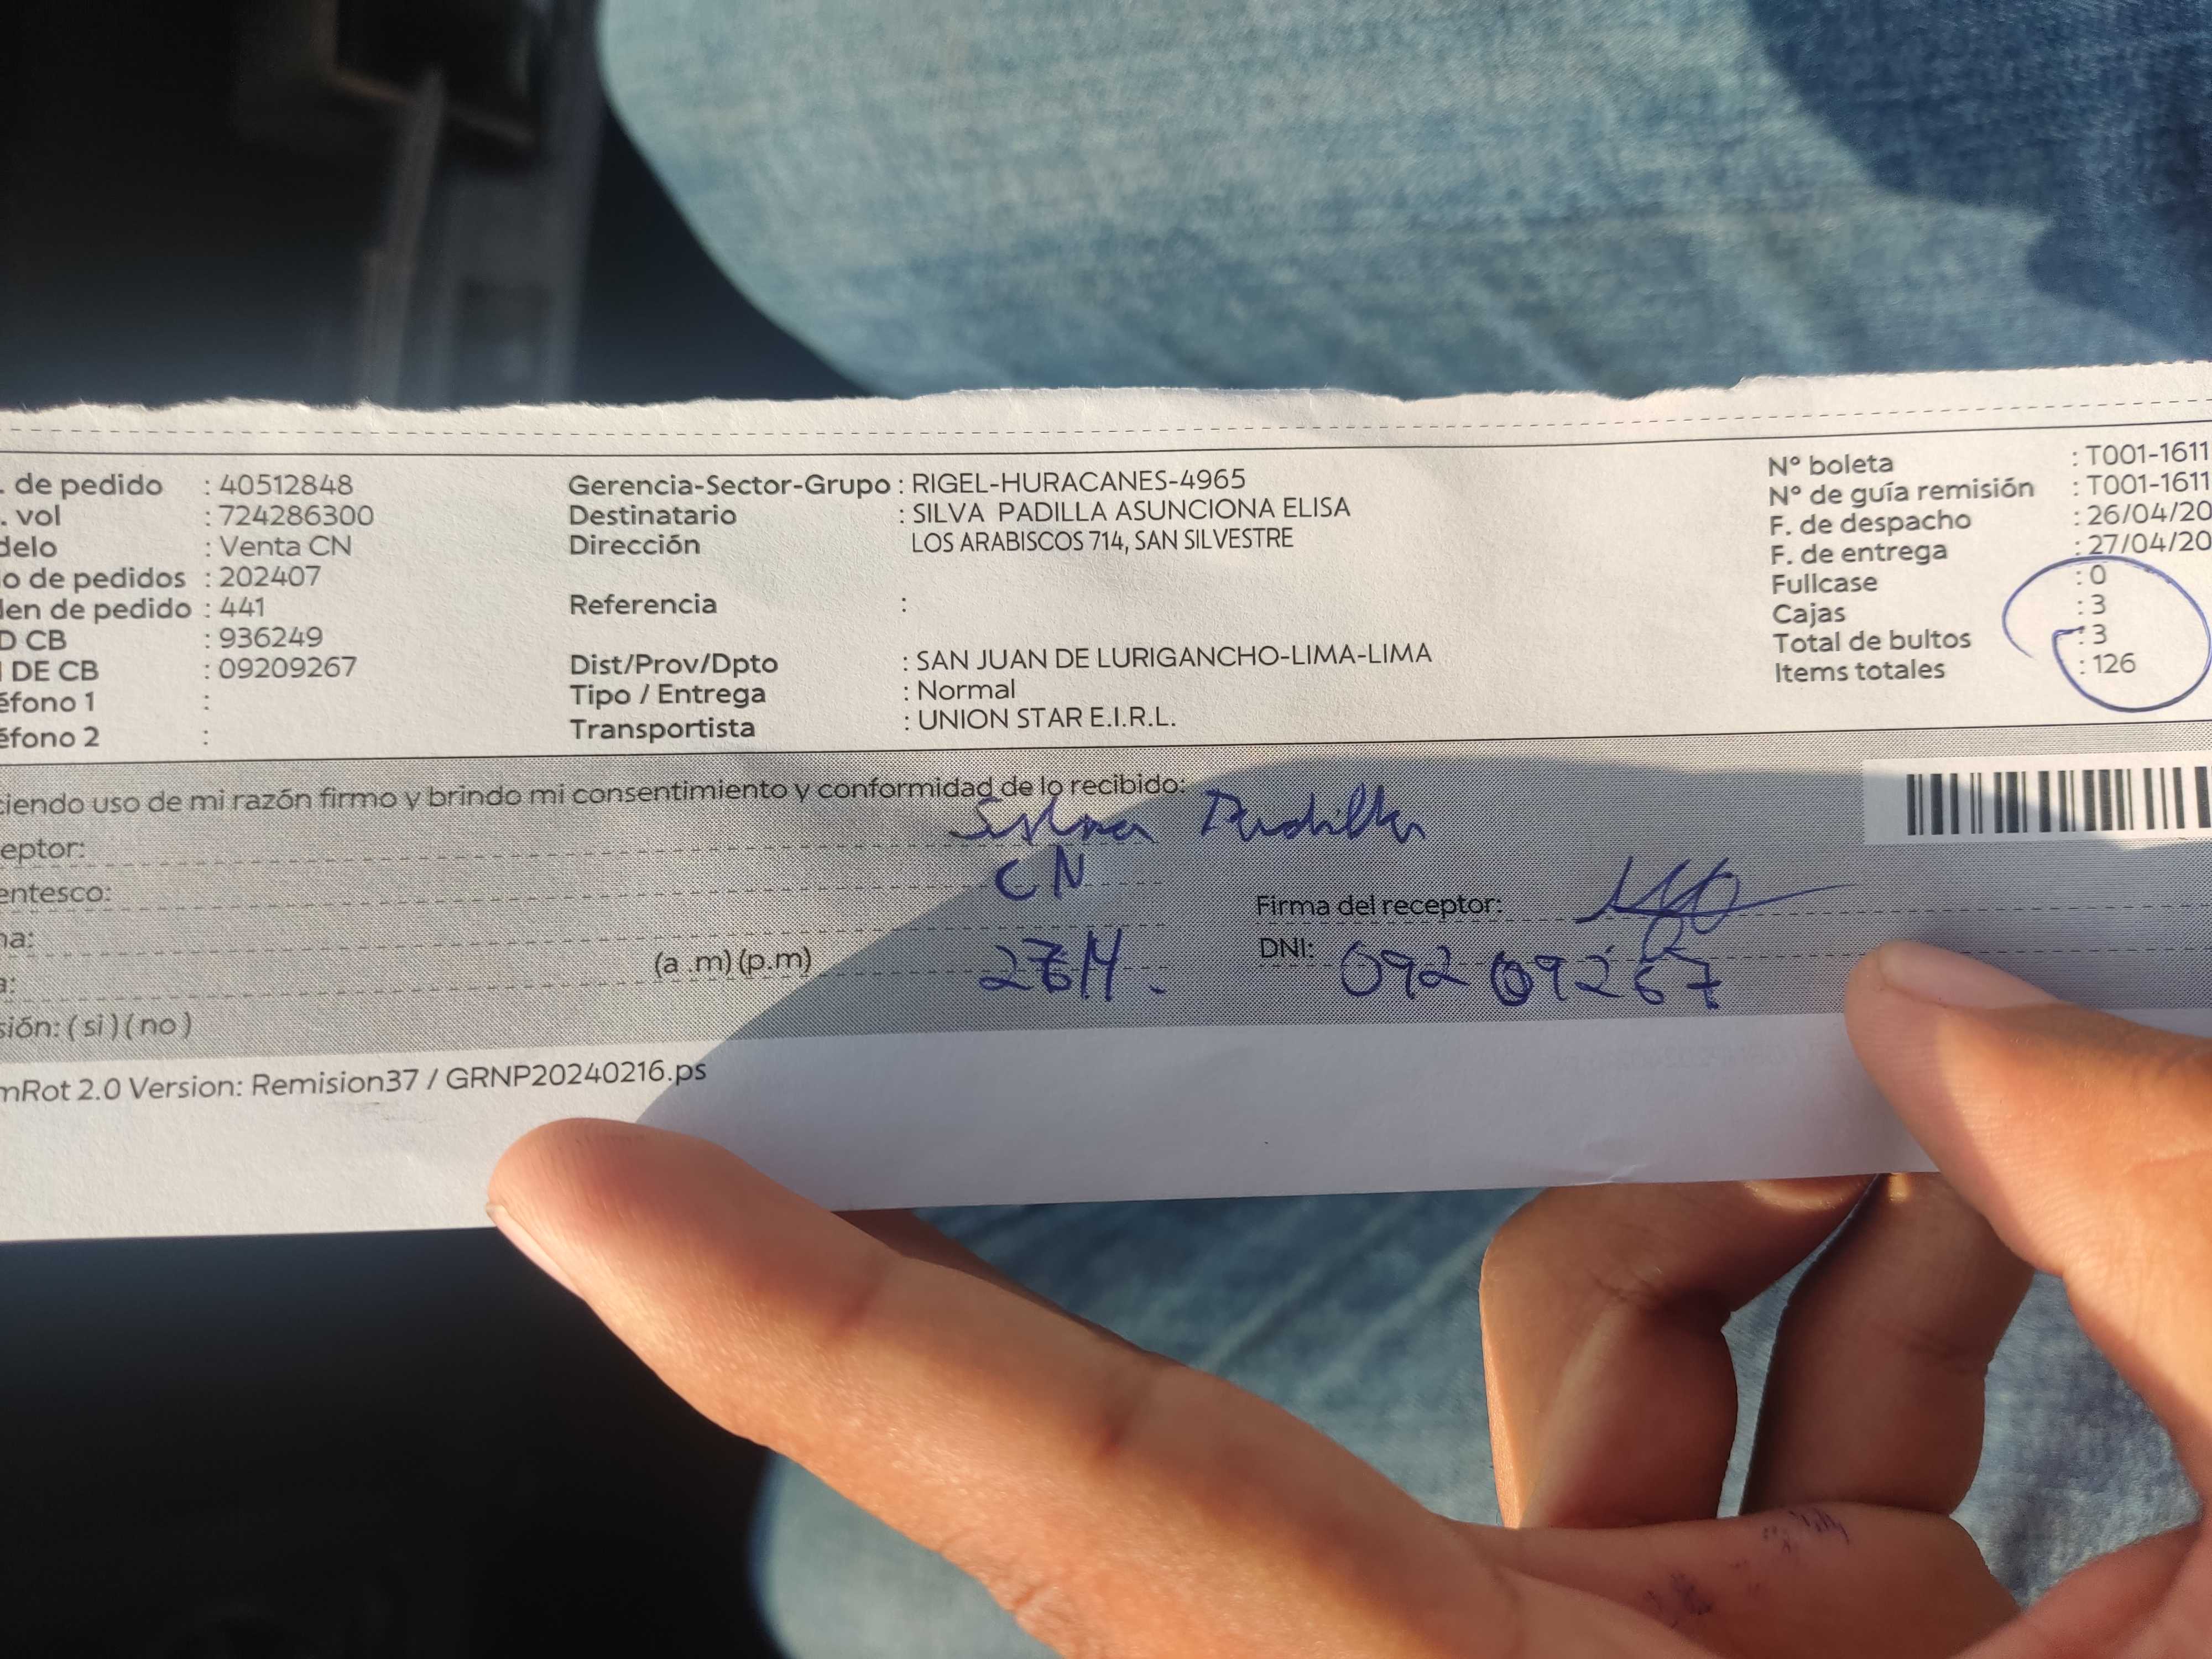 . de pedido : 40512848
. vol : 724286300
delo : Venta CN
o de pedidos : 202407
den de pedido : 441
D CB : 936249
I DE CB : 09209267
éfono 1 :
éfono 2 :
Gerencia-Sector-Grupo : RIGEL-HURACANES-4965
Destinatario : SILVA PADILLA ASUNCIONA ELISA
Dirección LOS ARABISCOS 714, SAN SILVESTRE
Referencia :
Dist/Prov/Dpto : SAN JUAN DE LURIGANCHO-LIMA-LIMA
Tipo / Entrega : Normal
Transportista : UNION STAR E.I.R.L.
N° boleta : T001-1611
N° de guía remisión : T001-1611
F. de despacho : 26/04/20
F. de entrega : 27/04/20
Fullcase : 0
Cajas : 3
Total de bultos : 3
Items totales : 126
ciendo uso de mi razón firmo y brindo mi consentimiento y conformidad de lo recibido:
eptor: Silva Padilla
entesco: CN
Firma del receptor:
na:
(a .m) (p.m)
DNI: 09209267
a:
sión: ( si ) ( no )
mRot 2.0 Version: Remision37 / GRNP20240216.ps